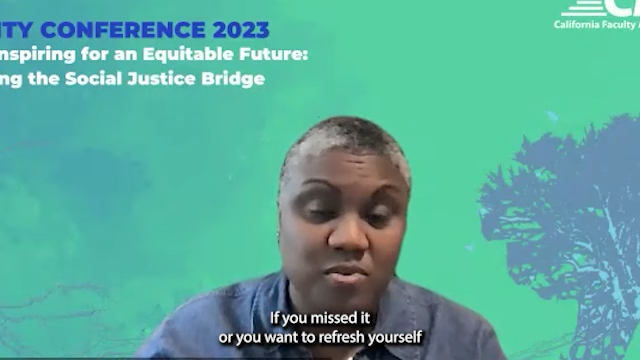 ITY CONFERENCE 2023
nspiring for an Equitable Future:
ng the Social Justice Bridge
California Faculty A
If you missed it
or you want to refresh yourself